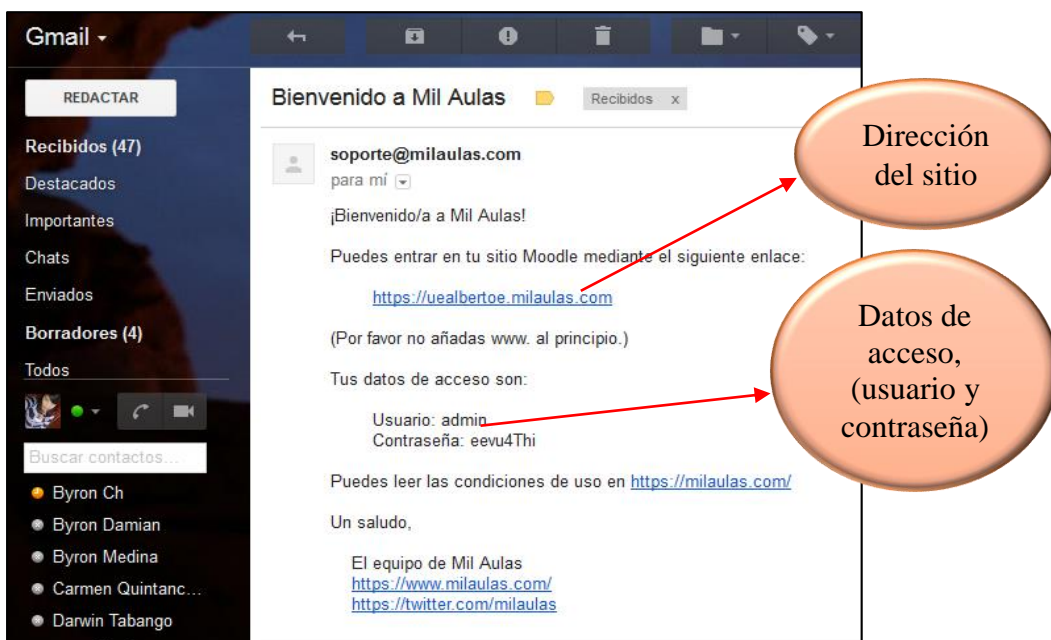 Gmail
REDACTAR
Recibidos (47)
Destacados
Importantes
Chats
Enviados
Borradores (4)
Todos
Buscar contactos...
Byron Ch
Byron Damian
Byron Medina
Carmen Quintanc...
Darwin Tabango
Bienvenido a Mil Aulas
Recibidos x
soporte@milaulas.com
para mí
¡Bienvenido/a a Mil Aulas!
Puedes entrar en tu sitio Moodle mediante el siguiente enlace:
https://uealbertoe.milaulas.com
(Por favor no añadas www. al principio.)
Tus datos de acceso son:
Usuario: admin
Contraseña: eevu4Thi
Puedes leer las condiciones de uso en https://milaulas.com/
Un saludo,
El equipo de Mil Aulas
https://www.milaulas.com/
https://twitter.com/milaulas
Dirección
del sitio
Datos de
acceso,
(usuario y
contraseña)